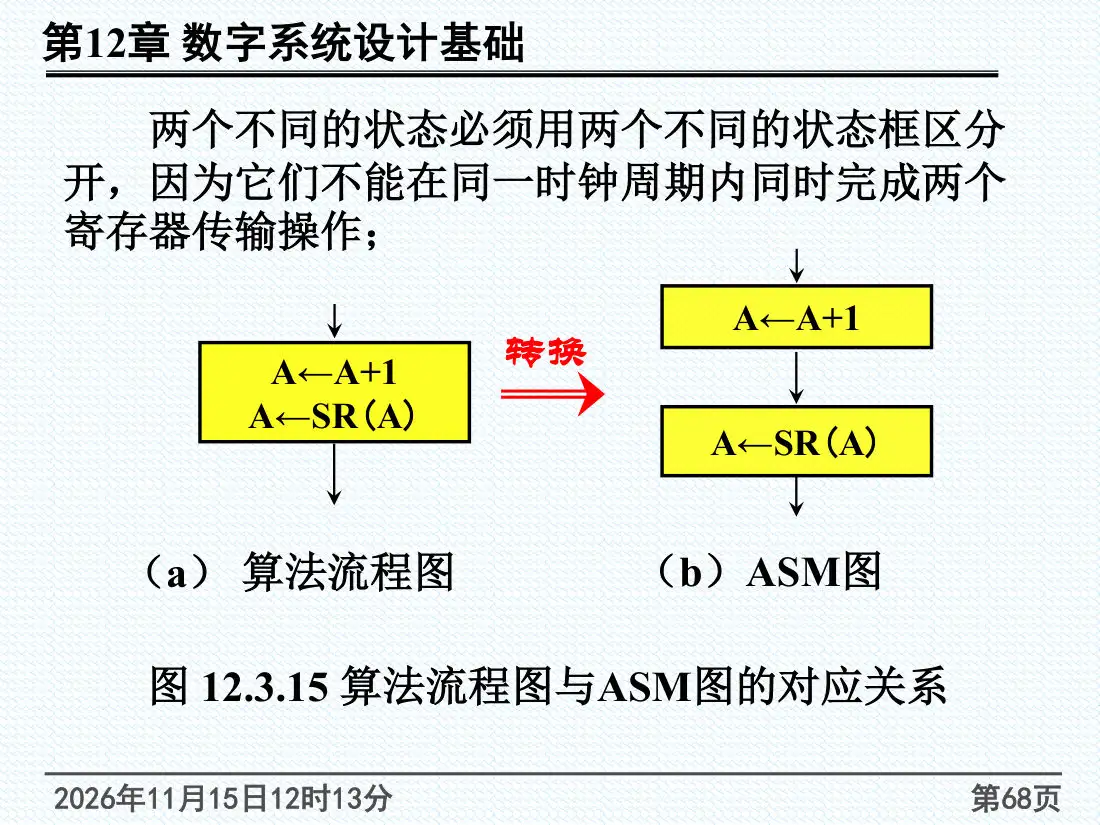 第12章 数字系统设计基础
两个不同的状态必须用两个不同的状态框区分
开，因为它们不能在同一时钟周期内同时完成两个
寄存器传输操作；
A←A+1
A←SR(A)
转换
A←A+1
A←SR(A)
（a） 算法流程图
（b）ASM图
图 12.3.15 算法流程图与ASM图的对应关系
2026年11月15日12时13分
第68页